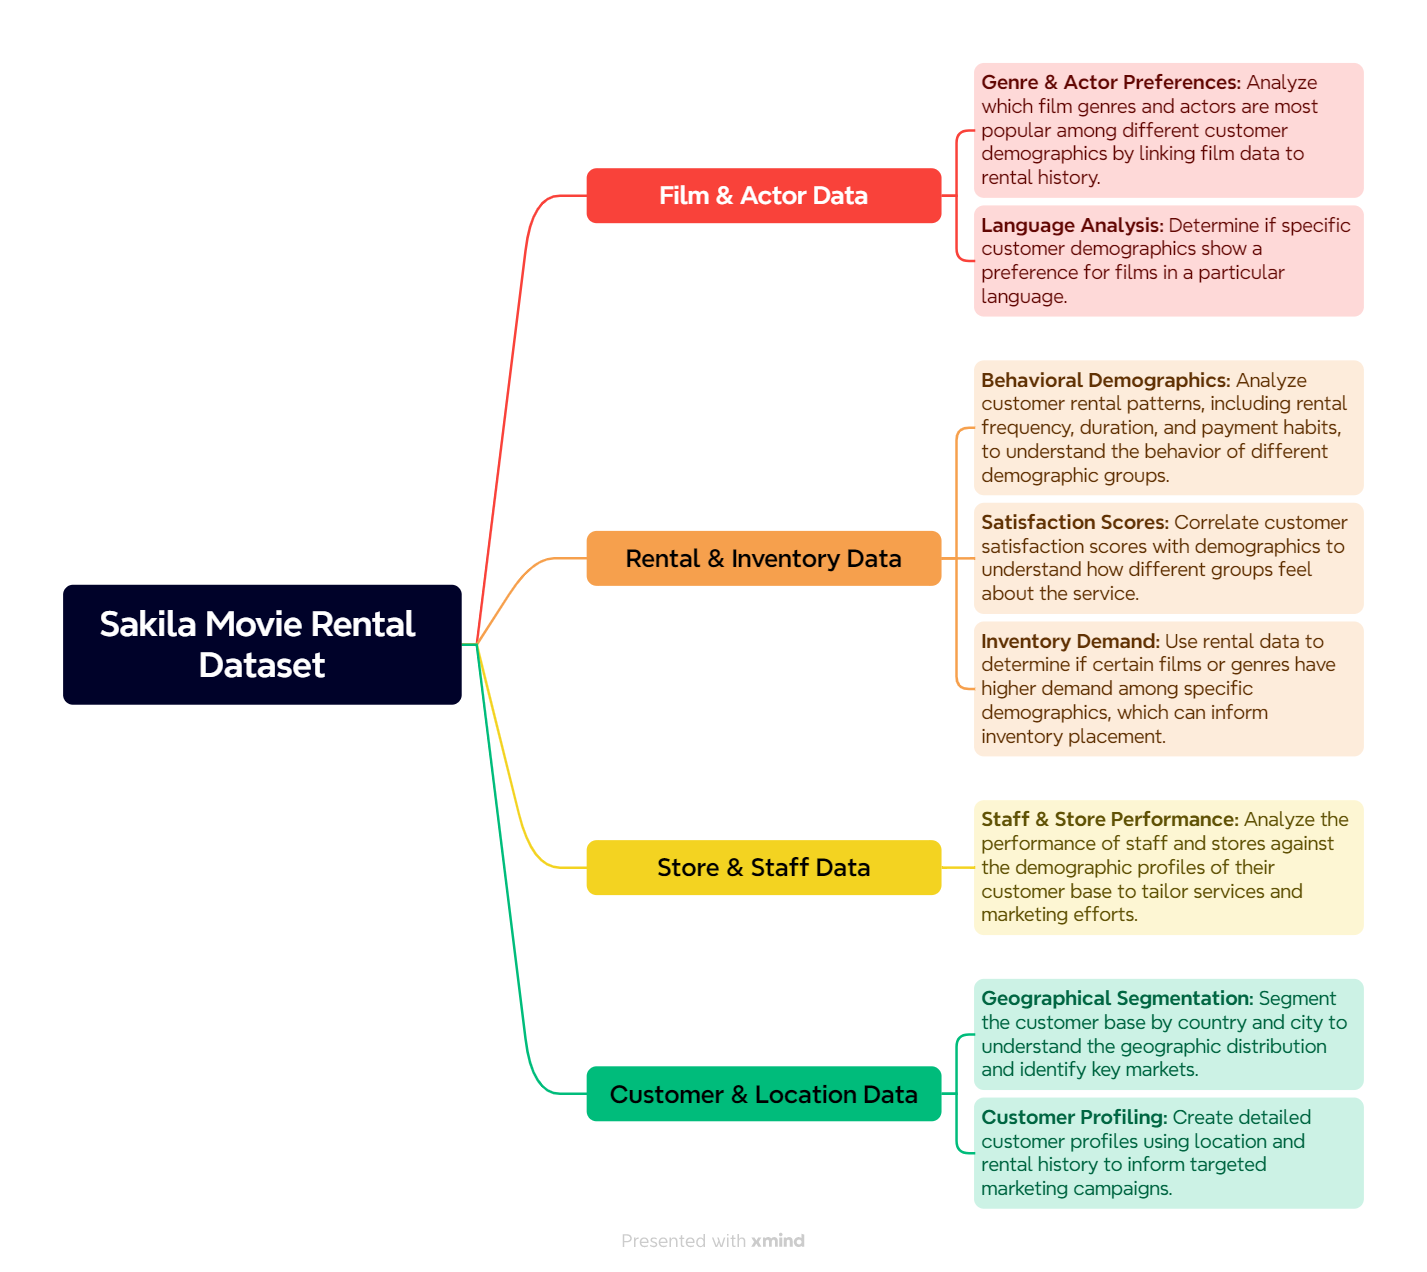 Sakila Movie Rental
Dataset
Film & Actor Data
Genre & Actor Preferences: Analyze
which film genres and actors are most
popular among different customer
demographics by linking film data to
rental history.
Language Analysis: Determine if specific
customer demographics show a
preference for films in a particular
language.
Rental & Inventory Data
Behavioral Demographics: Analyze
customer rental patterns, including rental
frequency, duration, and payment habits,
to understand the behavior of different
demographic groups.
Satisfaction Scores: Correlate customer
satisfaction scores with demographics to
understand how different groups feel
about the service.
Inventory Demand: Use rental data to
determine if certain films or genres have
higher demand among specific
demographics, which can inform
inventory placement.
Store & Staff Data
Staff & Store Performance: Analyze the
performance of staff and stores against
the demographic profiles of their
customer base to tailor services and
marketing efforts.
Customer & Location Data
Geographical Segmentation: Segment
the customer base by country and city to
understand the geographic distribution
and identify key markets.
Customer Profiling: Create detailed
customer profiles using location and
rental history to inform targeted
marketing campaigns.
Presented with xmind